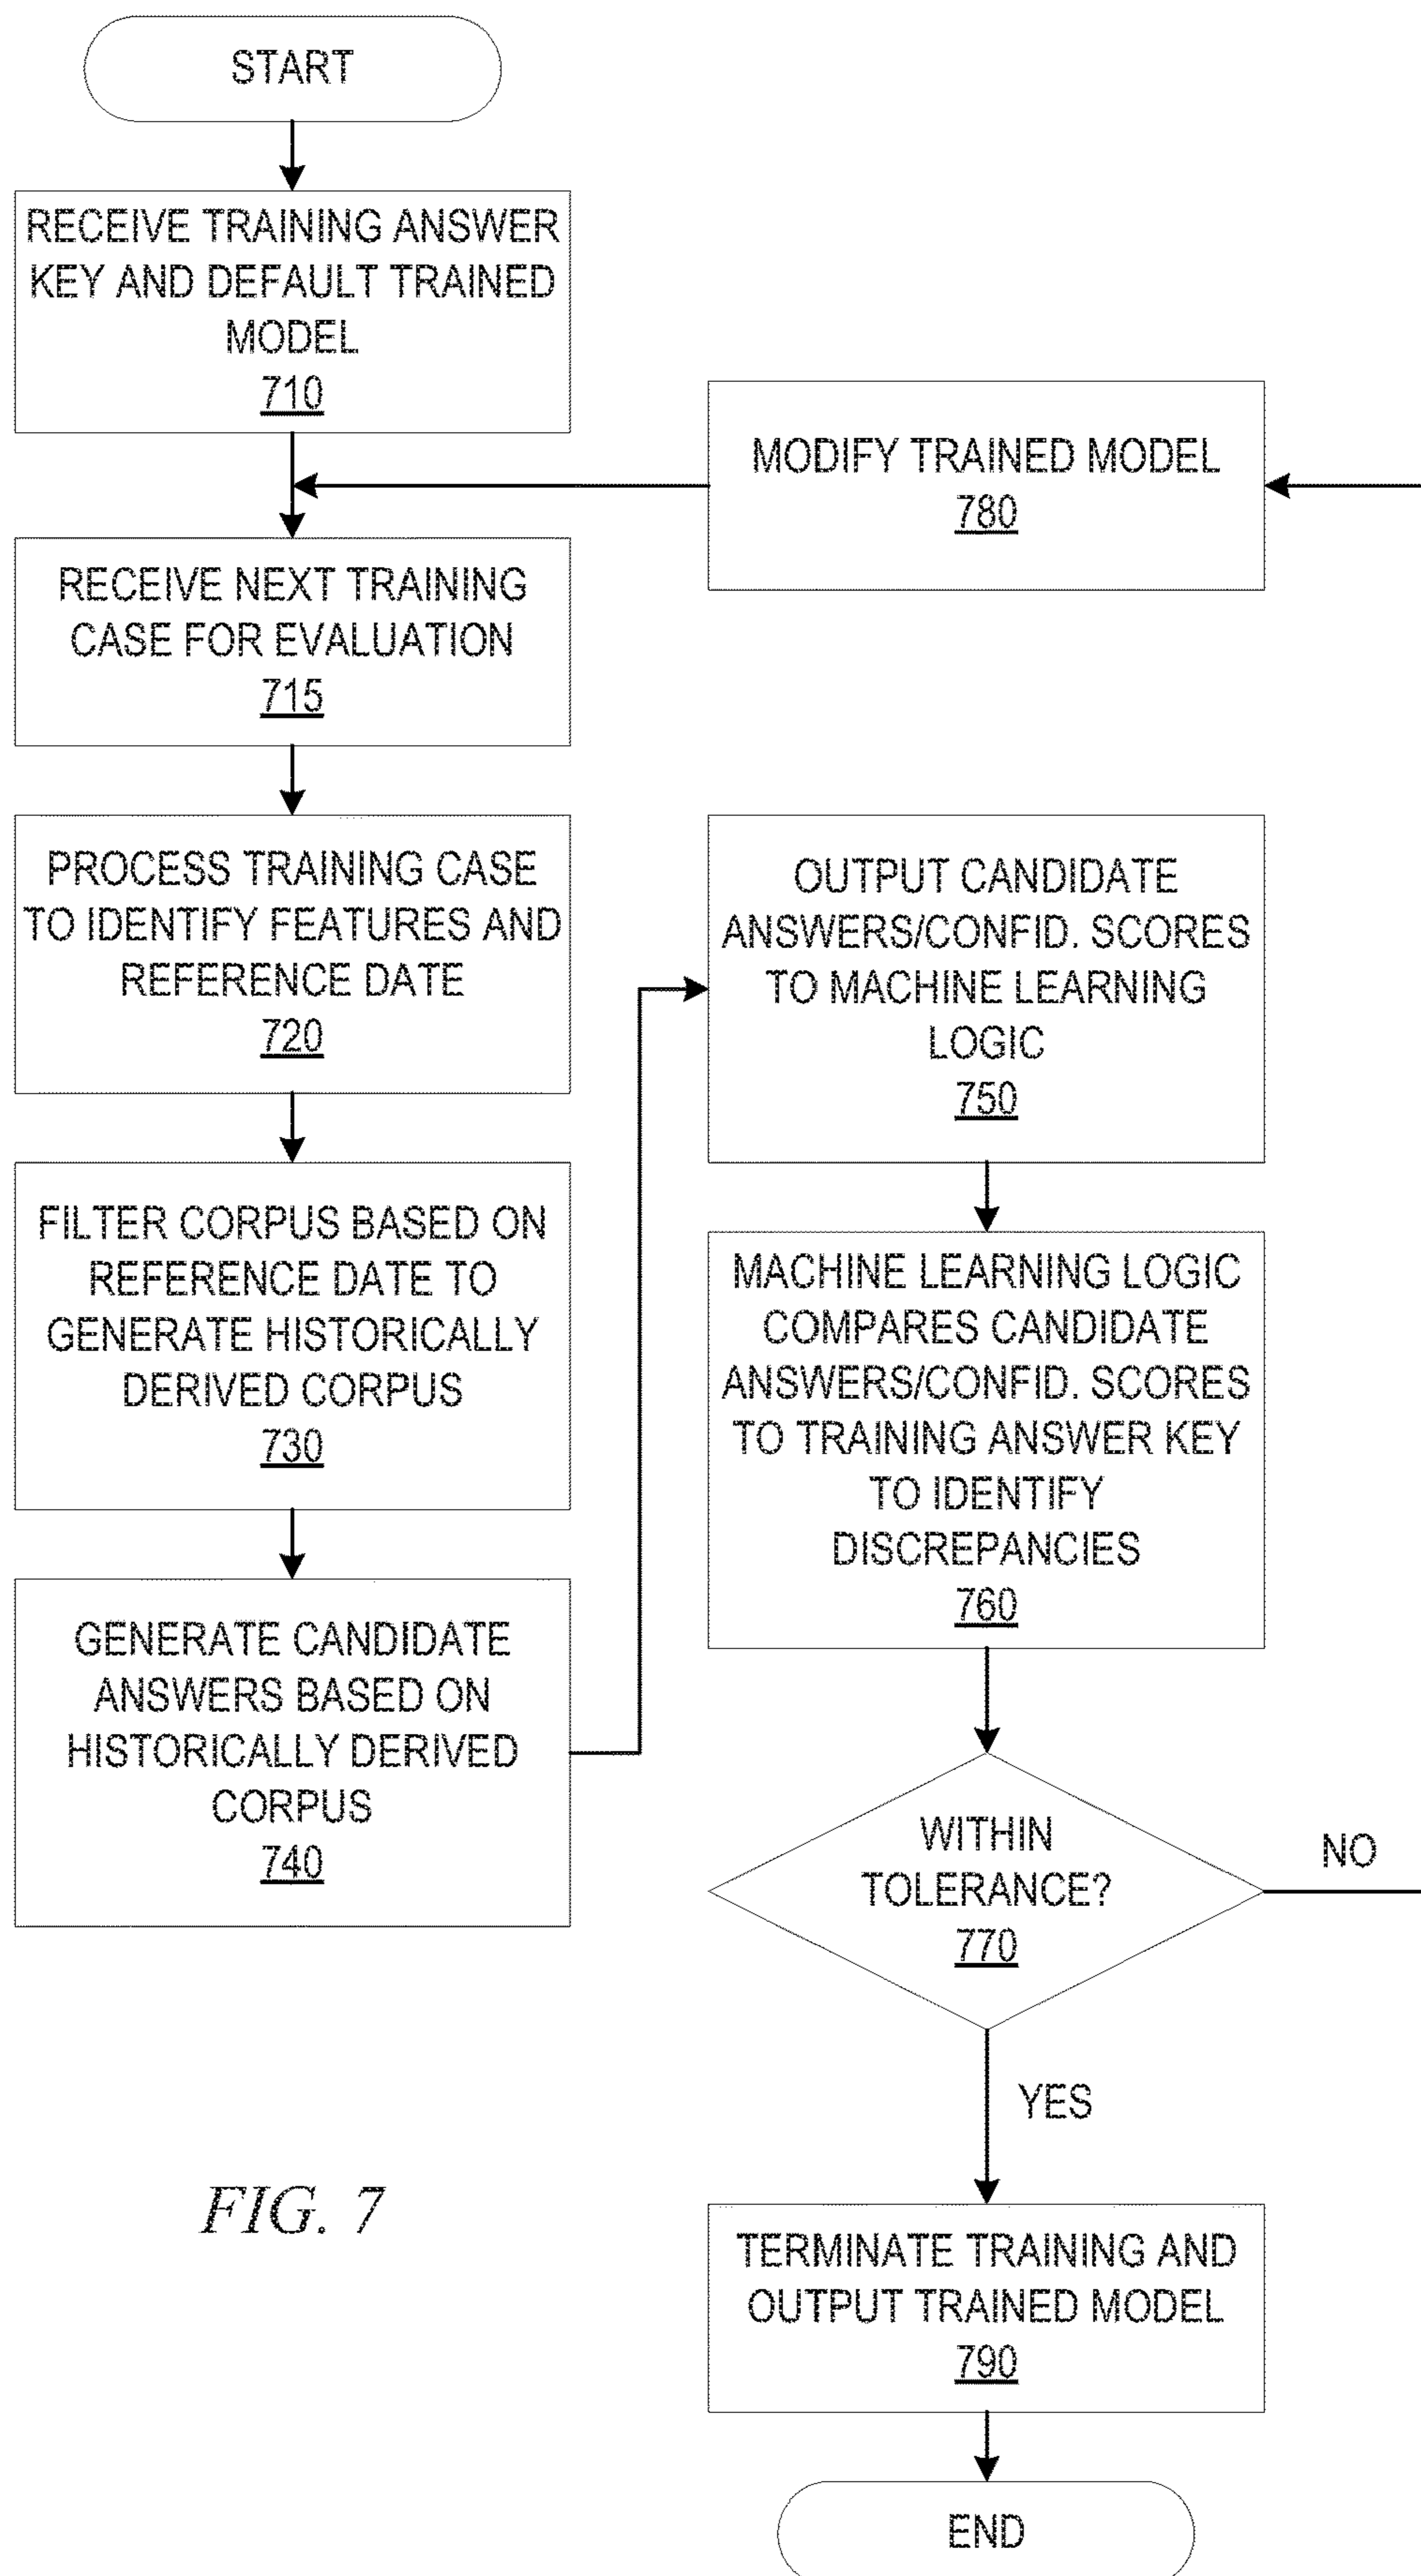 START
RECEIVE TRAINING ANSWER
KEY AND DEFAULT TRAINED
MODEL
710
MODIFY TRAINED MODEL
780
RECEIVE NEXT TRAINING
CASE FOR EVALUATION
715
PROCESS TRAINING CASE
TO IDENTIFY FEATURES AND
REFERENCE DATE
720
FILTER CORPUS BASED ON
REFERENCE DATE TO
GENERATE HISTORICALLY
DERIVED CORPUS
730
GENERATE CANDIDATE
ANSWERS BASED ON
HISTORICALLY DERIVED
CORPUS
740
OUTPUT CANDIDATE
ANSWERS/CONFID. SCORES
TO MACHINE LEARNING
LOGIC
750
MACHINE LEARNING LOGIC
COMPARES CANDIDATE
ANSWERS/CONFID. SCORES
TO TRAINING ANSWER KEY
TO IDENTIFY
DISCREPANCIES
760
WITHIN
TOLERANCE?
770
NO
YES
TERMINATE TRAINING AND
OUTPUT TRAINED MODEL
790
END
FIG. 7